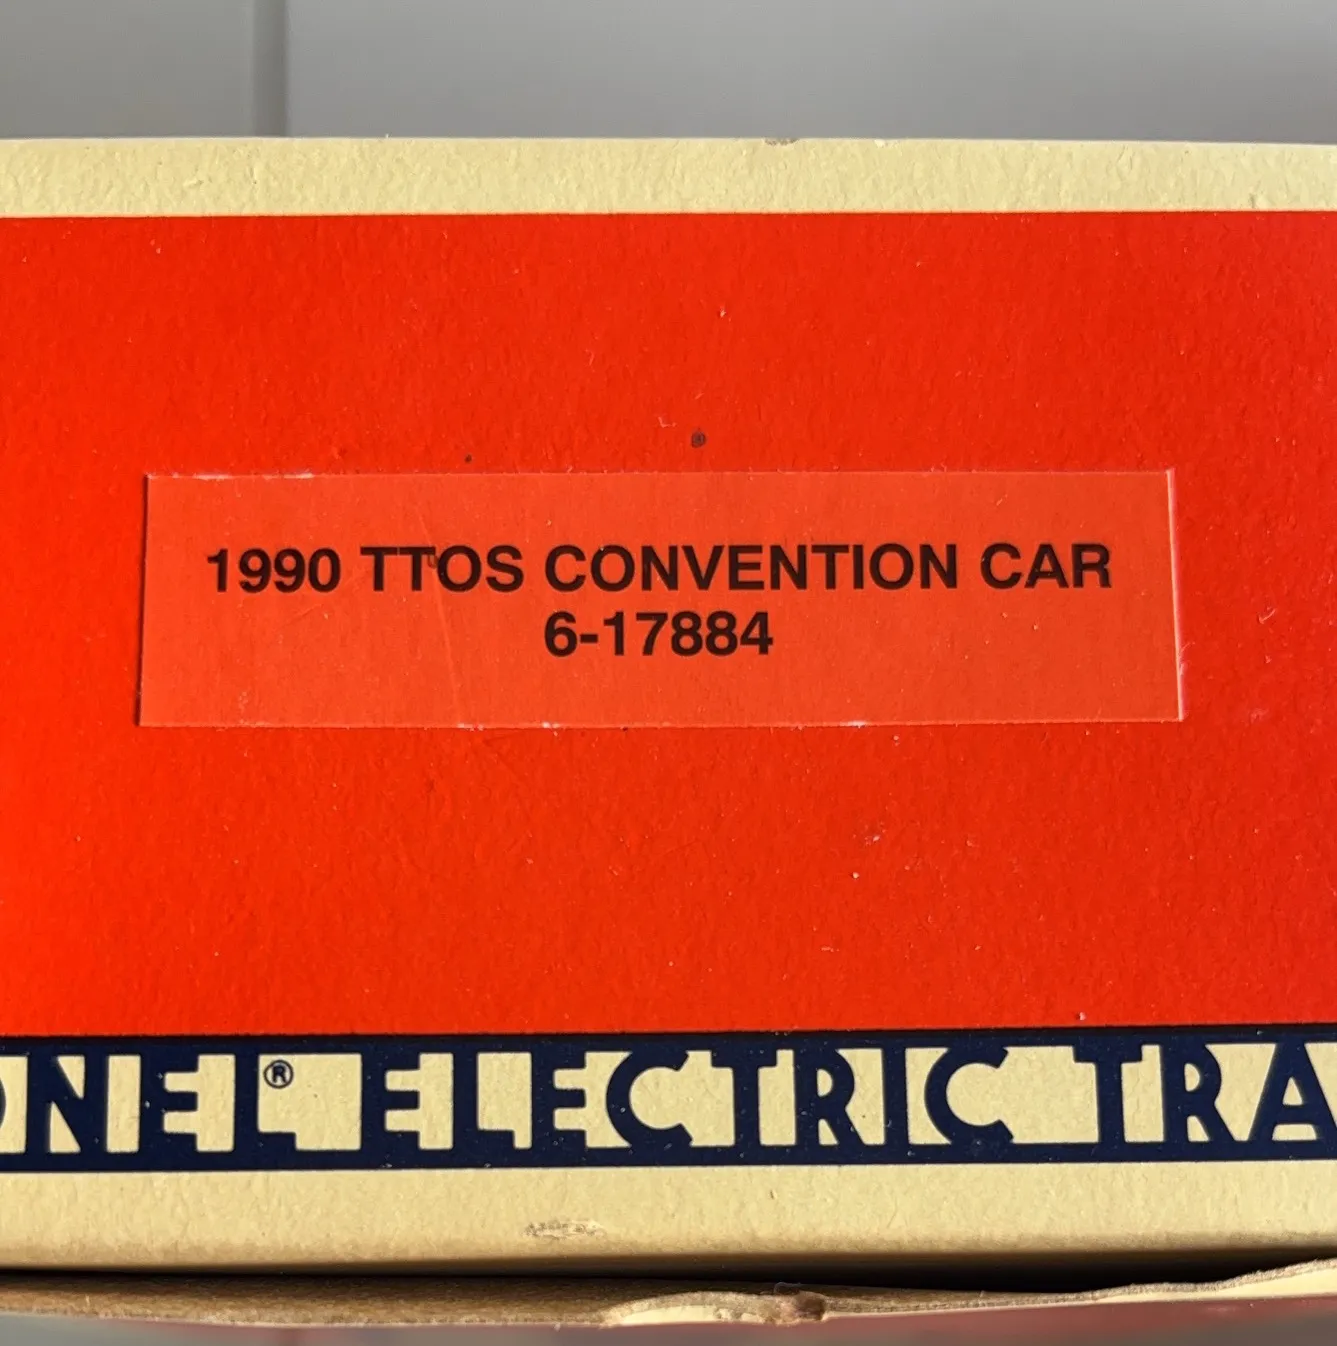 1990 TTOS CONVENTION CAR
6-17884
ONEL® ELECTRIC TRA